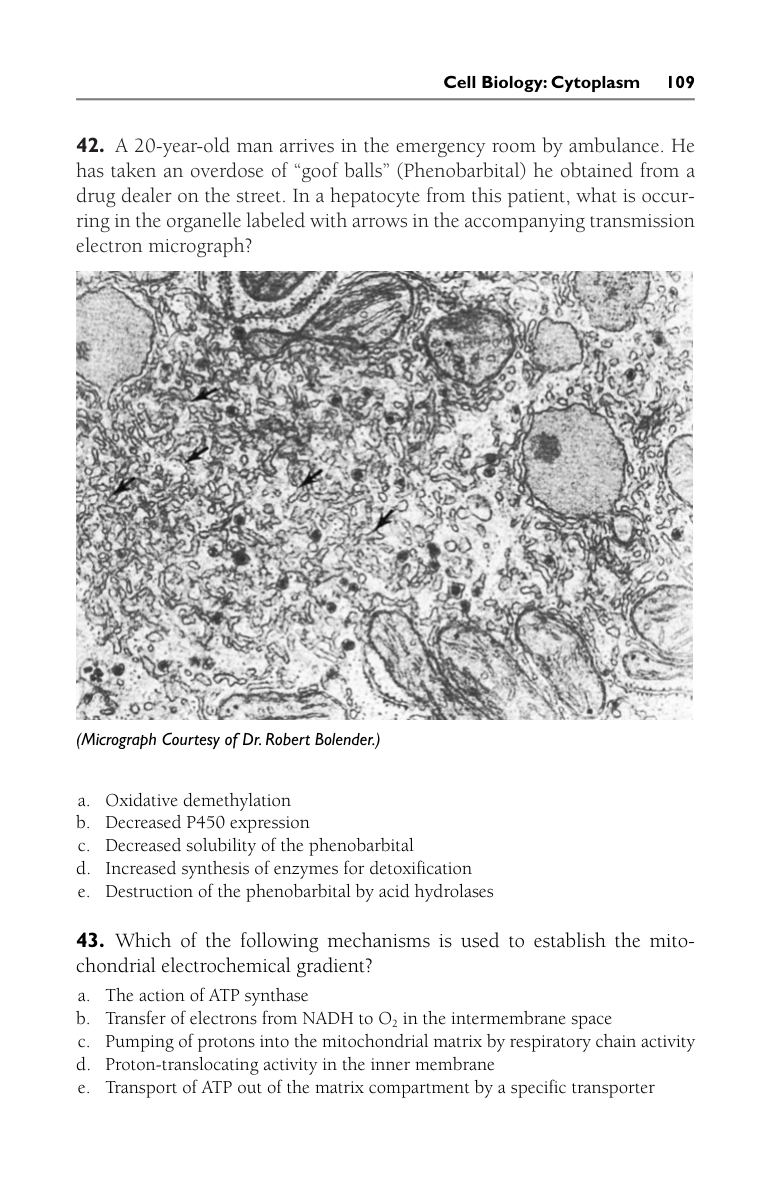 Cell Biology: Cytoplasm 109
42. A 20-year-old man arrives in the emergency room by ambulance. He
has taken an overdose of “goof balls” (Phenobarbital) he obtained from a
drug dealer on the street. In a hepatocyte from this patient, what is occur-
ring in the organelle labeled with arrows in the accompanying transmission
electron micrograph?
(Micrograph Courtesy of Dr. Robert Bolender.)
a. Oxidative demethylation
b. Decreased P450 expression
c. Decreased solubility of the phenobarbital
d. Increased synthesis of enzymes for detoxification
e. Destruction of the phenobarbital by acid hydrolases
43. Which of the following mechanisms is used to establish the mito-
chondrial electrochemical gradient?
a. The action of ATP synthase
b. Transfer of electrons from NADH to O₂ in the intermembrane space
c. Pumping of protons into the mitochondrial matrix by respiratory chain activity
d. Proton-translocating activity in the inner membrane
e. Transport of ATP out of the matrix compartment by a specific transporter